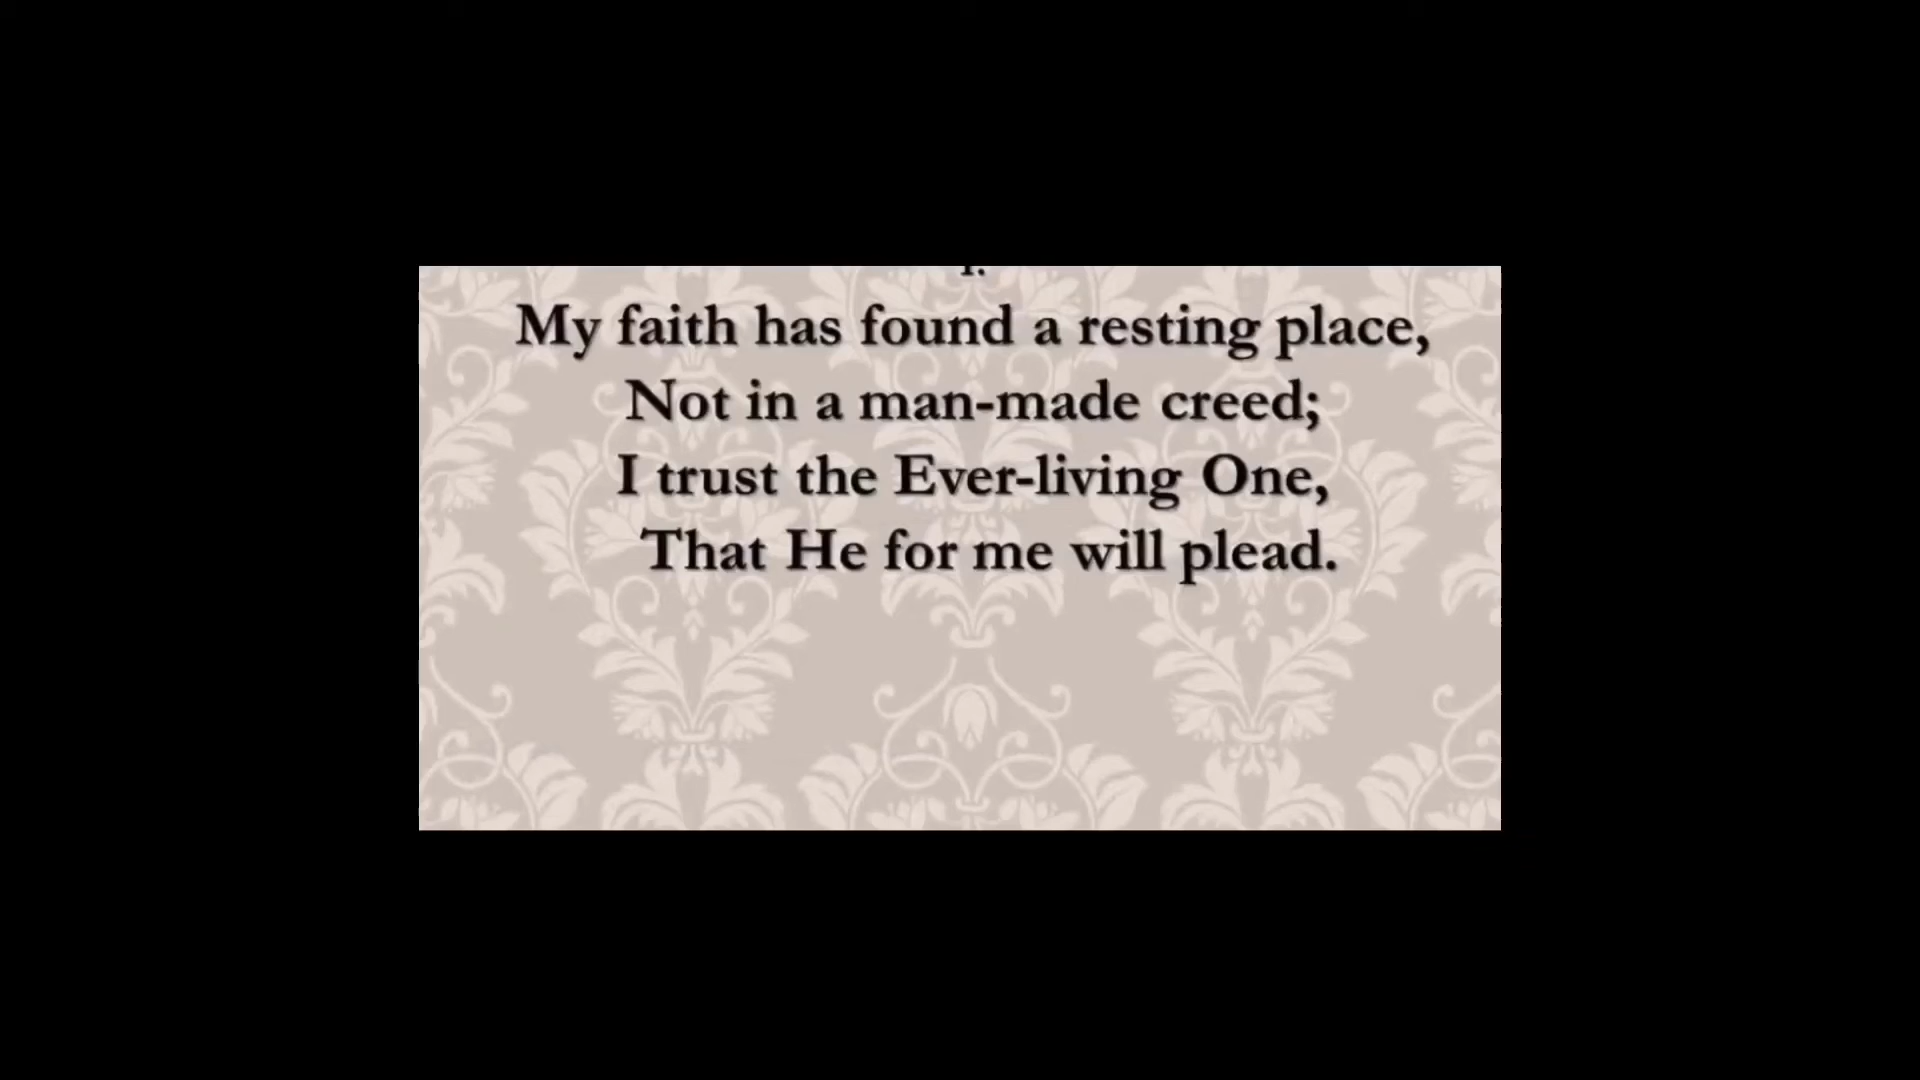 My faith has found a resting place,
Not in a man-made creed;
I trust the Ever-living One,
That He for me will plead.